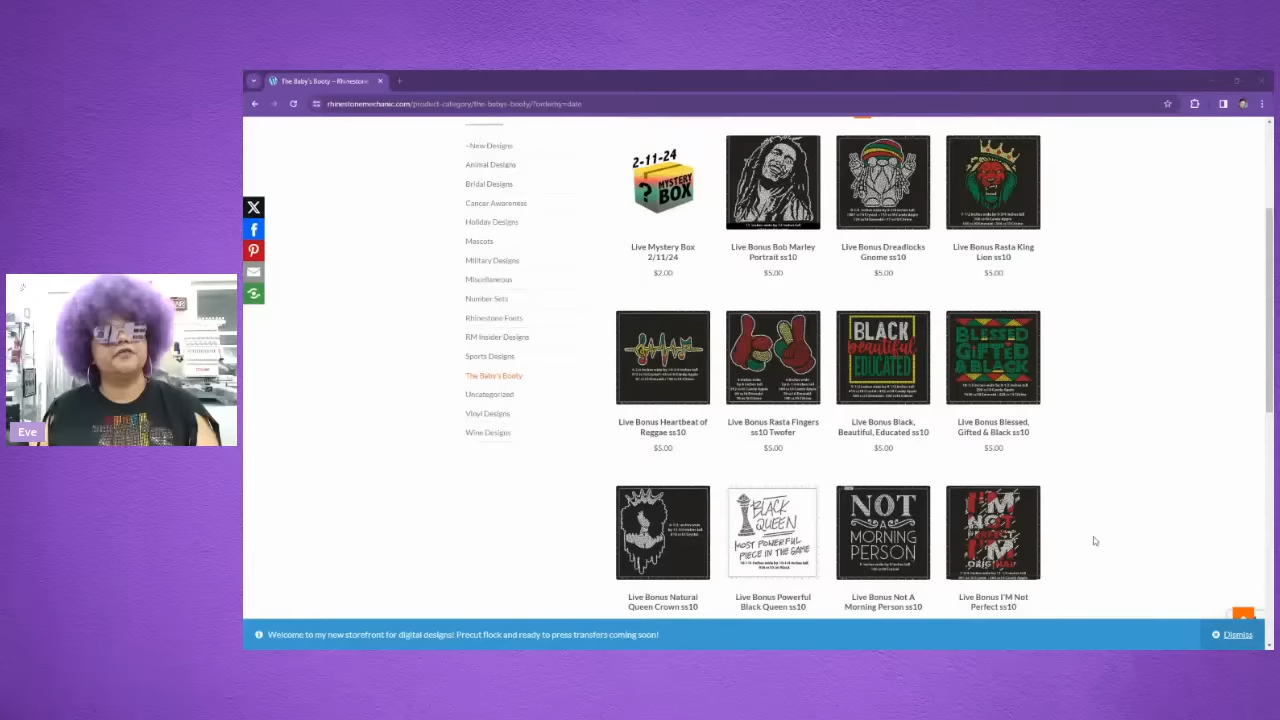 The Baby's Booty – Rhinestone
rhinestonemechanic.com/product-category/the-babys-booty/?orderby=date
~New Designs
Animal Designs
Bridal Designs
Cancer Awareness
Holiday Designs
Mascots
Military Designs
Miscellaneous
Number Sets
Rhinestone Fonts
RM Insider Designs
Sports Designs
The Baby's Booty
Uncategorized
Vinyl Designs
Wine Designs
2-11-24
? MYSTERY
BOX
Live Mystery Box
2/11/24
$2.00
Live Bonus Bob Marley
Portrait ss10
$5.00
Live Bonus Dreadlocks
Gnome ss10
$5.00
Live Bonus Rasta King
Lion ss10
$5.00
Live Bonus Heartbeat of
Reggae ss10
$5.00
Live Bonus Rasta Fingers
ss10 Twofer
$5.00
BLACK
beautiful
EDUCATED
Live Bonus Black,
Beautiful, Educated ss10
$5.00
BLESSED
GIFTED
& BLACK
Live Bonus Blessed,
Gifted & Black ss10
$5.00
Live Bonus Natural
Queen Crown ss10
BLACK
QUEEN
MOST POWERFUL
PIECE IN THE GAME
Live Bonus Powerful
Black Queen ss10
NOT
A
MORNING
PERSON
Live Bonus Not A
Morning Person ss10
I'M
NOT
PERFECT
I'M
ORIGINAL
Live Bonus I'M Not
Perfect ss10
Eve
Welcome to my new storefront for digital designs! Precut flock and ready to press transfers coming soon!
Dismiss